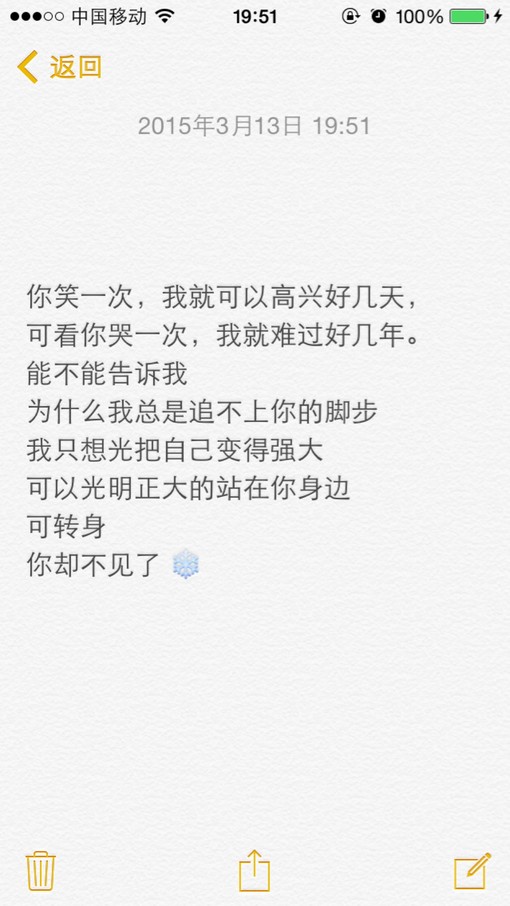 中国移动 19:51 100%
返回
2015年3月13日 19:51
你笑一次，我就可以高兴好几天，
可看你哭一次，我就难过好几年。
能不能告诉我
为什么我总是追不上你的脚步
我只想光把自己变得强大
可以光明正大的站在你身边
可转身
你却不见了 ❄️